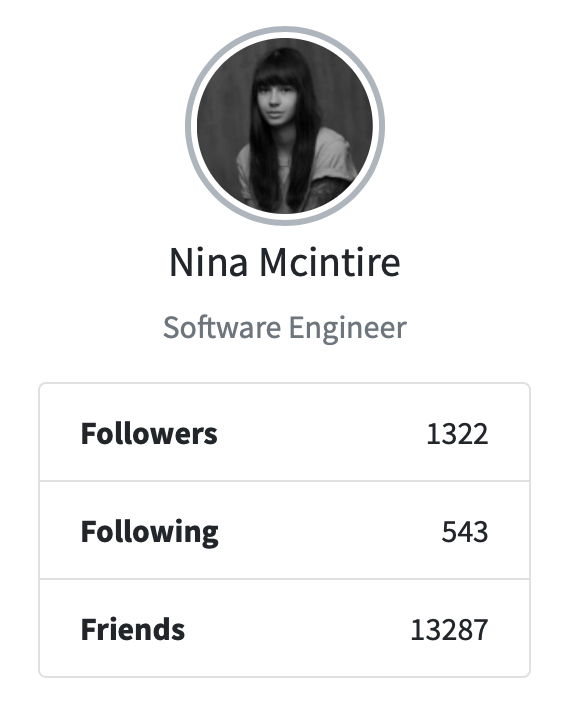 Nina Mcintire
Software Engineer
Followers 1322
Following 543
Friends 13287